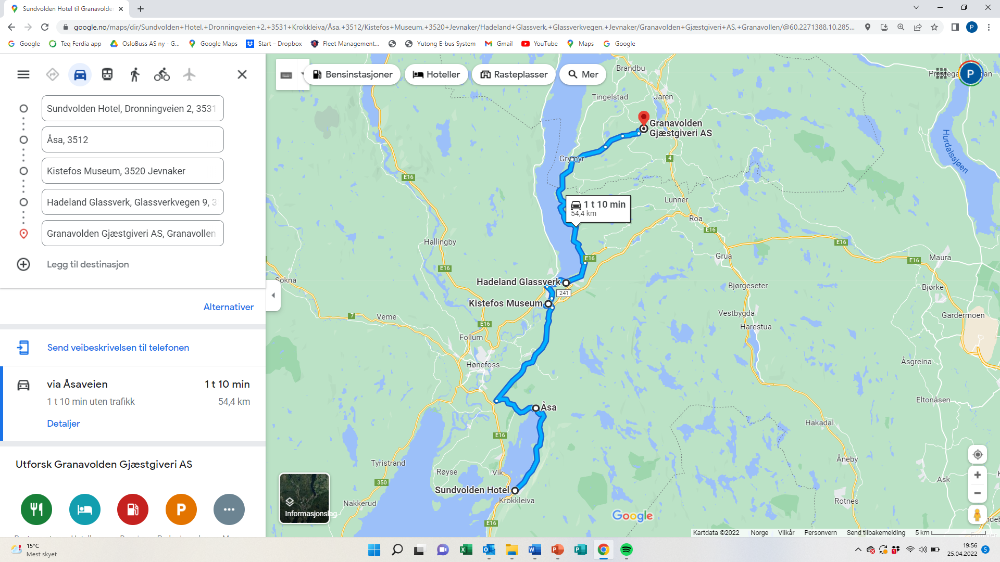 Sundvolden Hotel til Granavolden
google.no/maps/dir/Sundvolden+Hotel,+Dronningveien+2,+3531+Krokkleiva/Åsa,+3512/Kistefos+Museum,+3520+Jevnaker/Hadeland+Glassverk,+Glassverkvegen,+Jevnaker/Granavolden+Gjæstgiveri+AS,+Granavollen/@60.2271388,10.285...
P
Google
Teq Ferdia app
OsloBuss AS ny - G...
Google Maps
Start – Dropbox
Fleet Management...
Yutong E-bus System
Gmail
YouTube
Maps
Google
Sundvolden Hotel, Dronningveien 2, 3531
Åsa, 3512
Kistefos Museum, 3520 Jevnaker
Hadeland Glassverk, Glassverkvegen 9, 3
Granavolden Gjæstgiveri AS, Granavollen
Legg til destinasjon
Alternativer
Send veibeskrivelsen til telefonen
via Åsaveien
1 t 10 min
1 t 10 min uten trafikk
54,4 km
Detaljer
Utforsk Granavolden Gjæstgiveri AS
P
Bensinstasjoner
Hoteller
Rasteplasser
Mer
P
Brandbu
Tingelstad
Jaren
Granavolden
Gjæstgiveri AS
Hurdalssjøen
Grymyr
4
E16
1 t 10 min
54,4 km
Lunner
Roa
E16
E16
Hallingby
Grua
E16
E16
Maura
E16
Sokna
Hadeland Glassverk
241
Bjørgeseter
Bjørke
Kistefos Museum
7
Veme
E16
Vestbygda
Gardermoen
Harestua
Follum
Hønefoss
Åsgreina
Åsa
Eltonåsen
Hakadal
E16
Tyristrand
Åneby
Røyse
Vik
Ask
350
Sundvolden Hotel
Krokkleiva
Nakkerud
Rotnes
E16
Informasjonslag
Google
Kartdata ©2022
Norge
Vilkår
Personvern
Send tilbakemelding
5 km
15°C
Mest skyet
19:56
25.04.2022
5